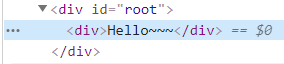 ▼<div id="root">
... <div>Hello~~~</div> == $0
</div>